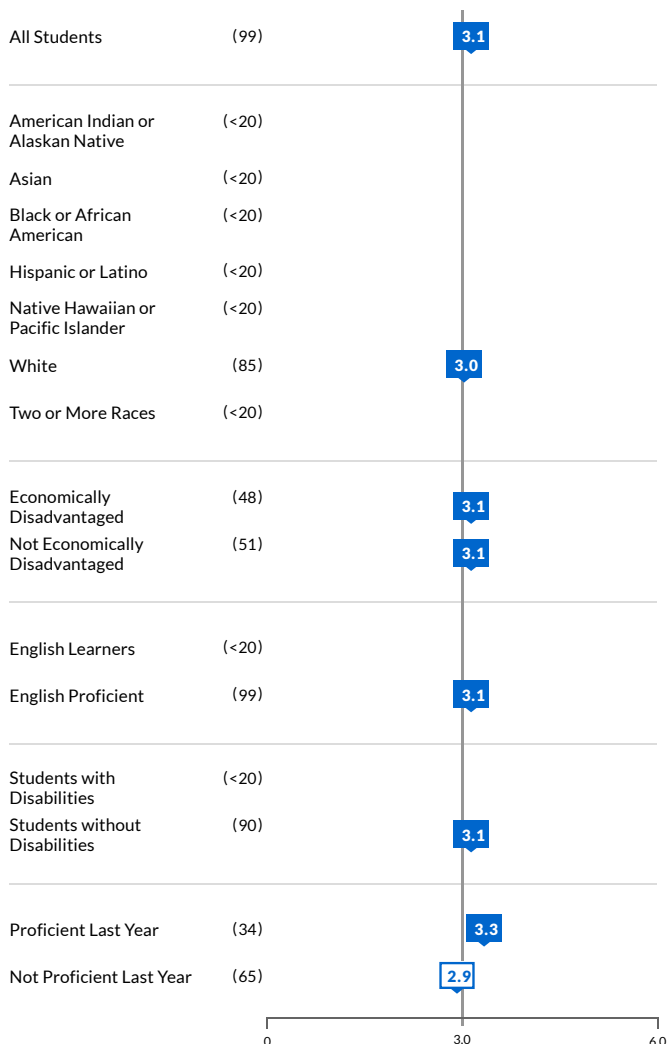 All Students (99) 3.1
American Indian or (<20)
Alaskan Native
Asian (<20)
Black or African (<20)
American
Hispanic or Latino (<20)
Native Hawaiian or (<20)
Pacific Islander
White (85) 3.0
Two or More Races (<20)
Economically (48) 3.1
Disadvantaged
Not Economically (51) 3.1
Disadvantaged
English Learners (<20)
English Proficient (99) 3.1
Students with (<20)
Disabilities
Students without (90) 3.1
Disabilities
Proficient Last Year (34) 3.3
Not Proficient Last Year (65) 2.9
0 3.0 6.0